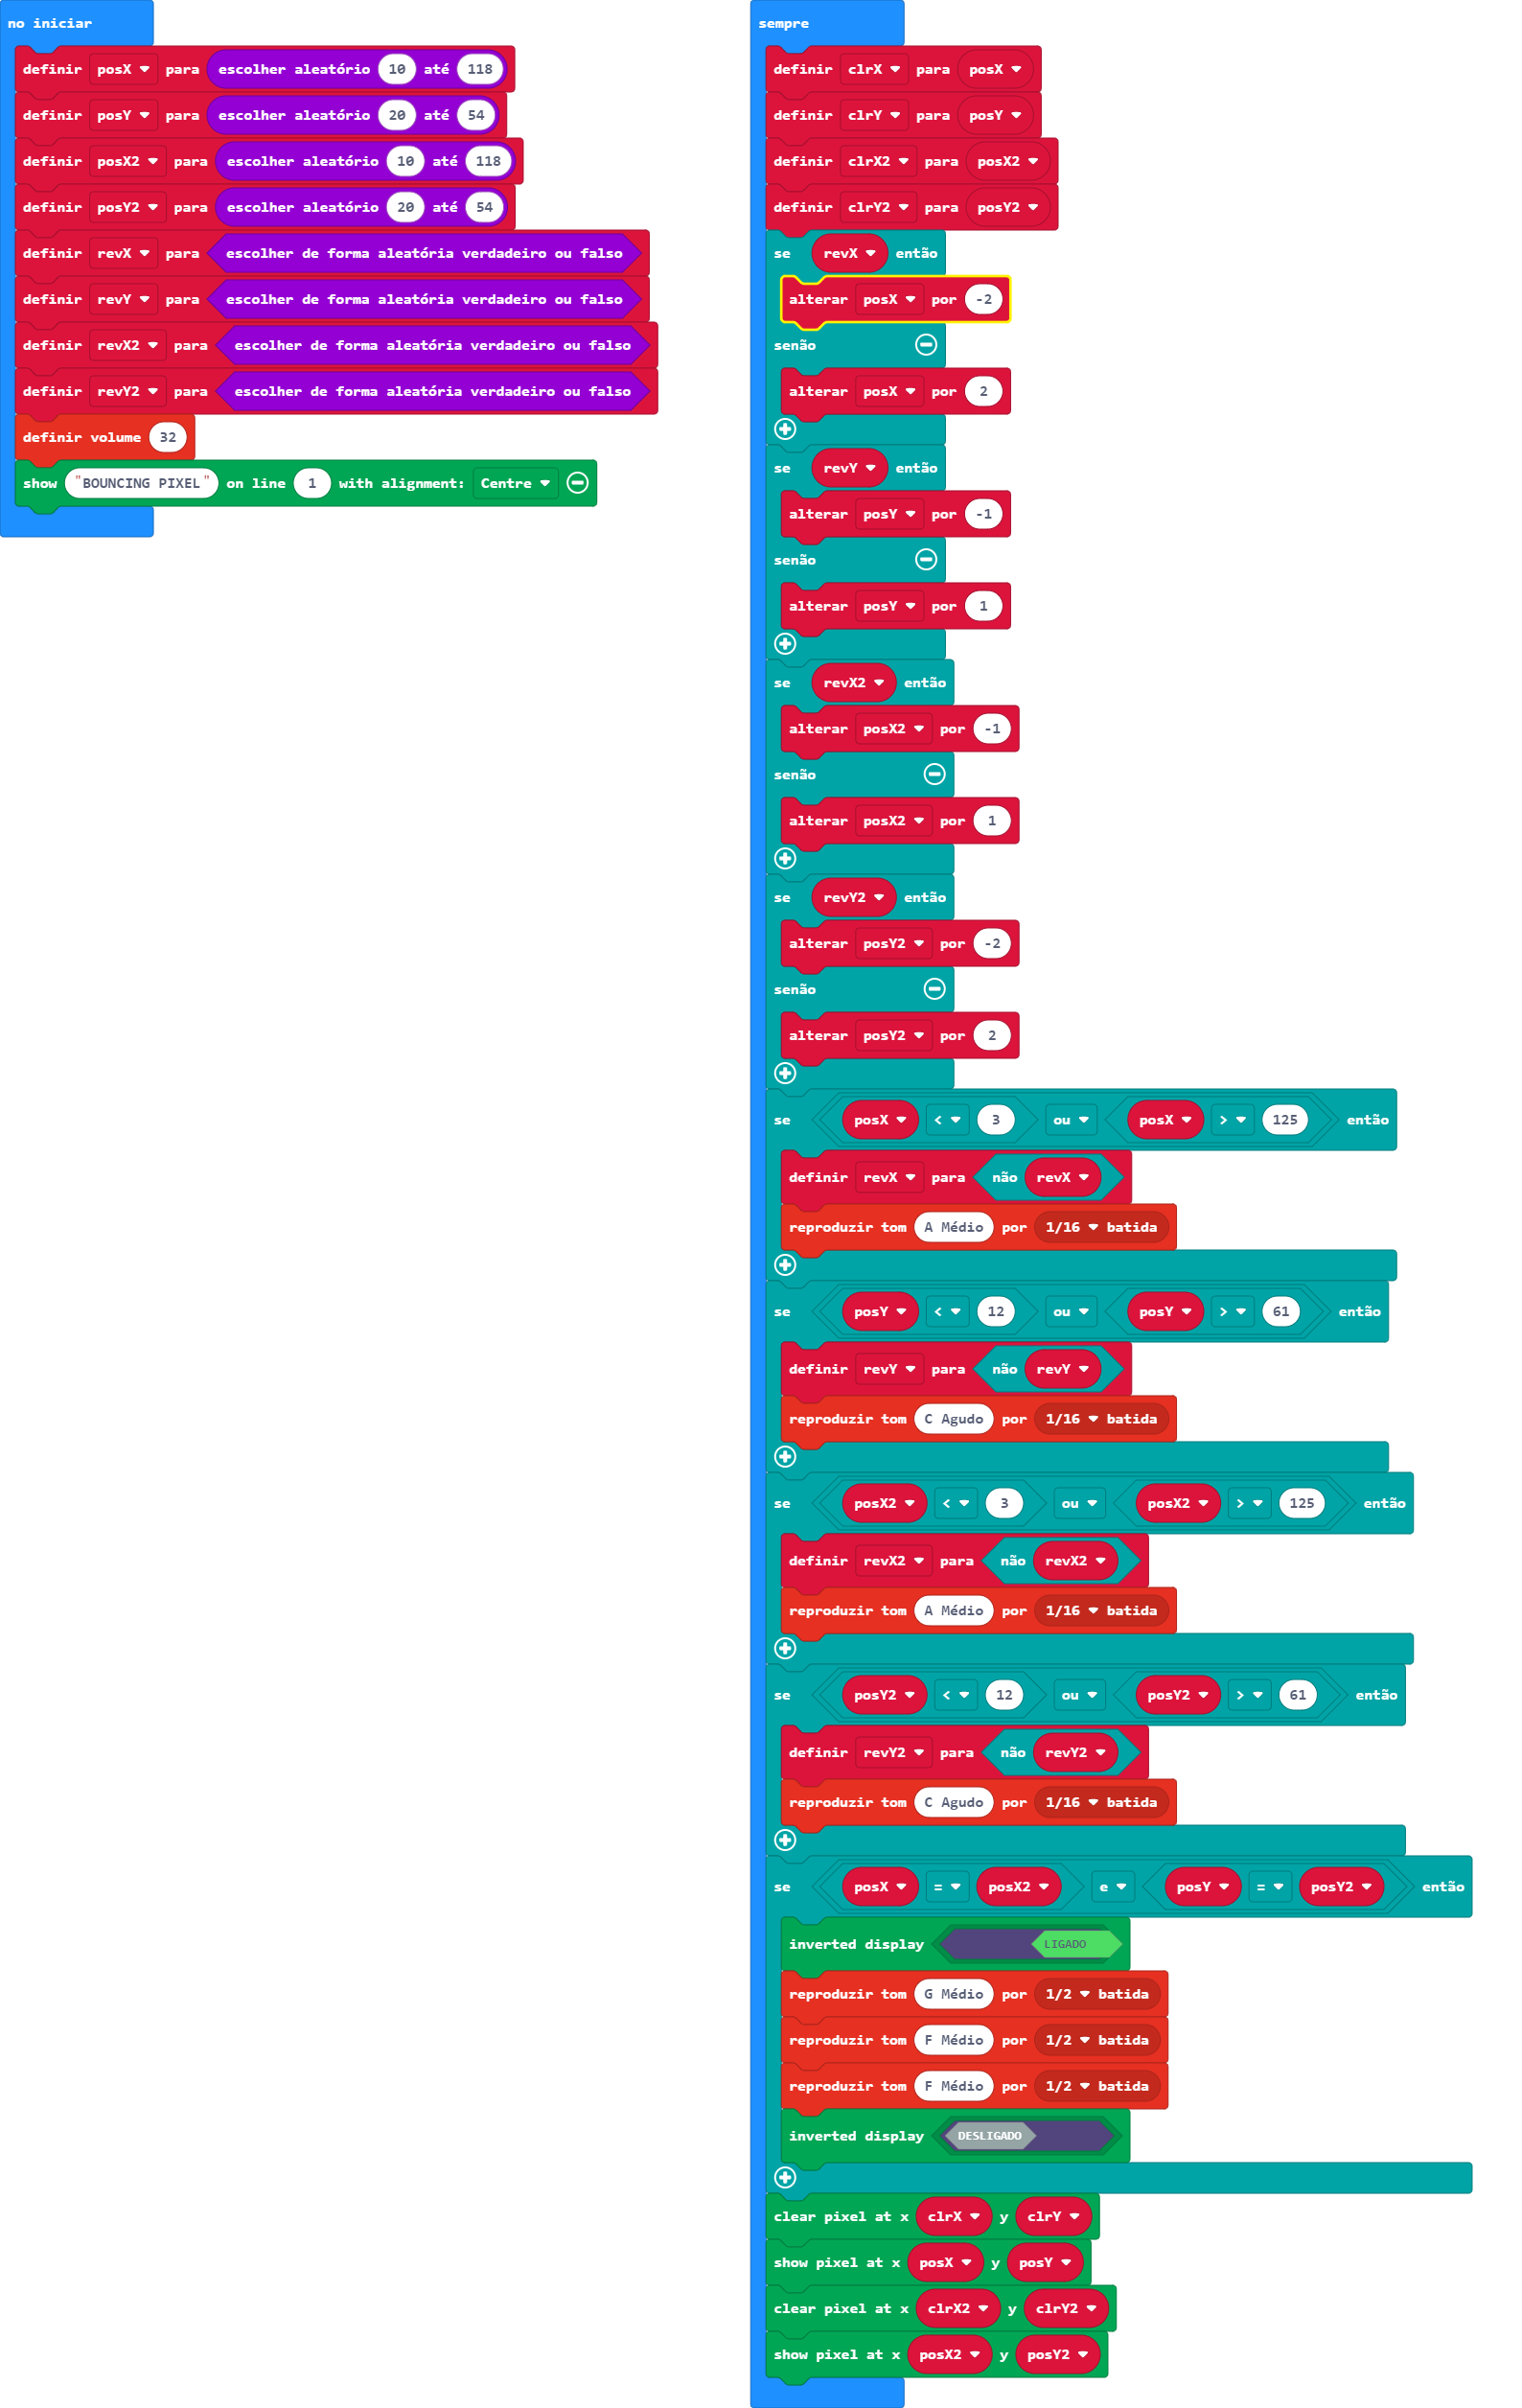 no iniciar
definir posX para escolher aleatório 10 até 118
definir posY para escolher aleatório 20 até 54
definir posX2 para escolher aleatório 10 até 118
definir posY2 para escolher aleatório 20 até 54
definir revX para escolher de forma aleatória verdadeiro ou falso
definir revY para escolher de forma aleatória verdadeiro ou falso
definir revX2 para escolher de forma aleatória verdadeiro ou falso
definir revY2 para escolher de forma aleatória verdadeiro ou falso
definir volume 32
show "BOUNCING PIXEL" on line 1 with alignment: Centre
sempre
definir clrX para posX
definir clrY para posY
definir clrX2 para posX2
definir clrY2 para posY2
se revX então
alterar posX por -2
senão
alterar posX por 2
se revY então
alterar posY por -1
senão
alterar posY por 1
se revX2 então
alterar posX2 por -1
senão
alterar posX2 por 1
se revY2 então
alterar posY2 por -2
senão
alterar posY2 por 2
se posX < 3 ou posX > 125 então
definir revX para não revX
reproduzir tom A Médio por 1/16 batida
se posY < 12 ou posY > 61 então
definir revY para não revY
reproduzir tom C Agudo por 1/16 batida
se posX2 < 3 ou posX2 > 125 então
definir revX2 para não revX2
reproduzir tom A Médio por 1/16 batida
se posY2 < 12 ou posY2 > 61 então
definir revY2 para não revY2
reproduzir tom C Agudo por 1/16 batida
se posX = posX2 e posY = posY2 então
inverted display LIGADO
reproduzir tom G Médio por 1/2 batida
reproduzir tom F Médio por 1/2 batida
reproduzir tom F Médio por 1/2 batida
inverted display DESLIGADO
clear pixel at x clrX y clrY
show pixel at x posX y posY
clear pixel at x clrX2 y clrY2
show pixel at x posX2 y posY2